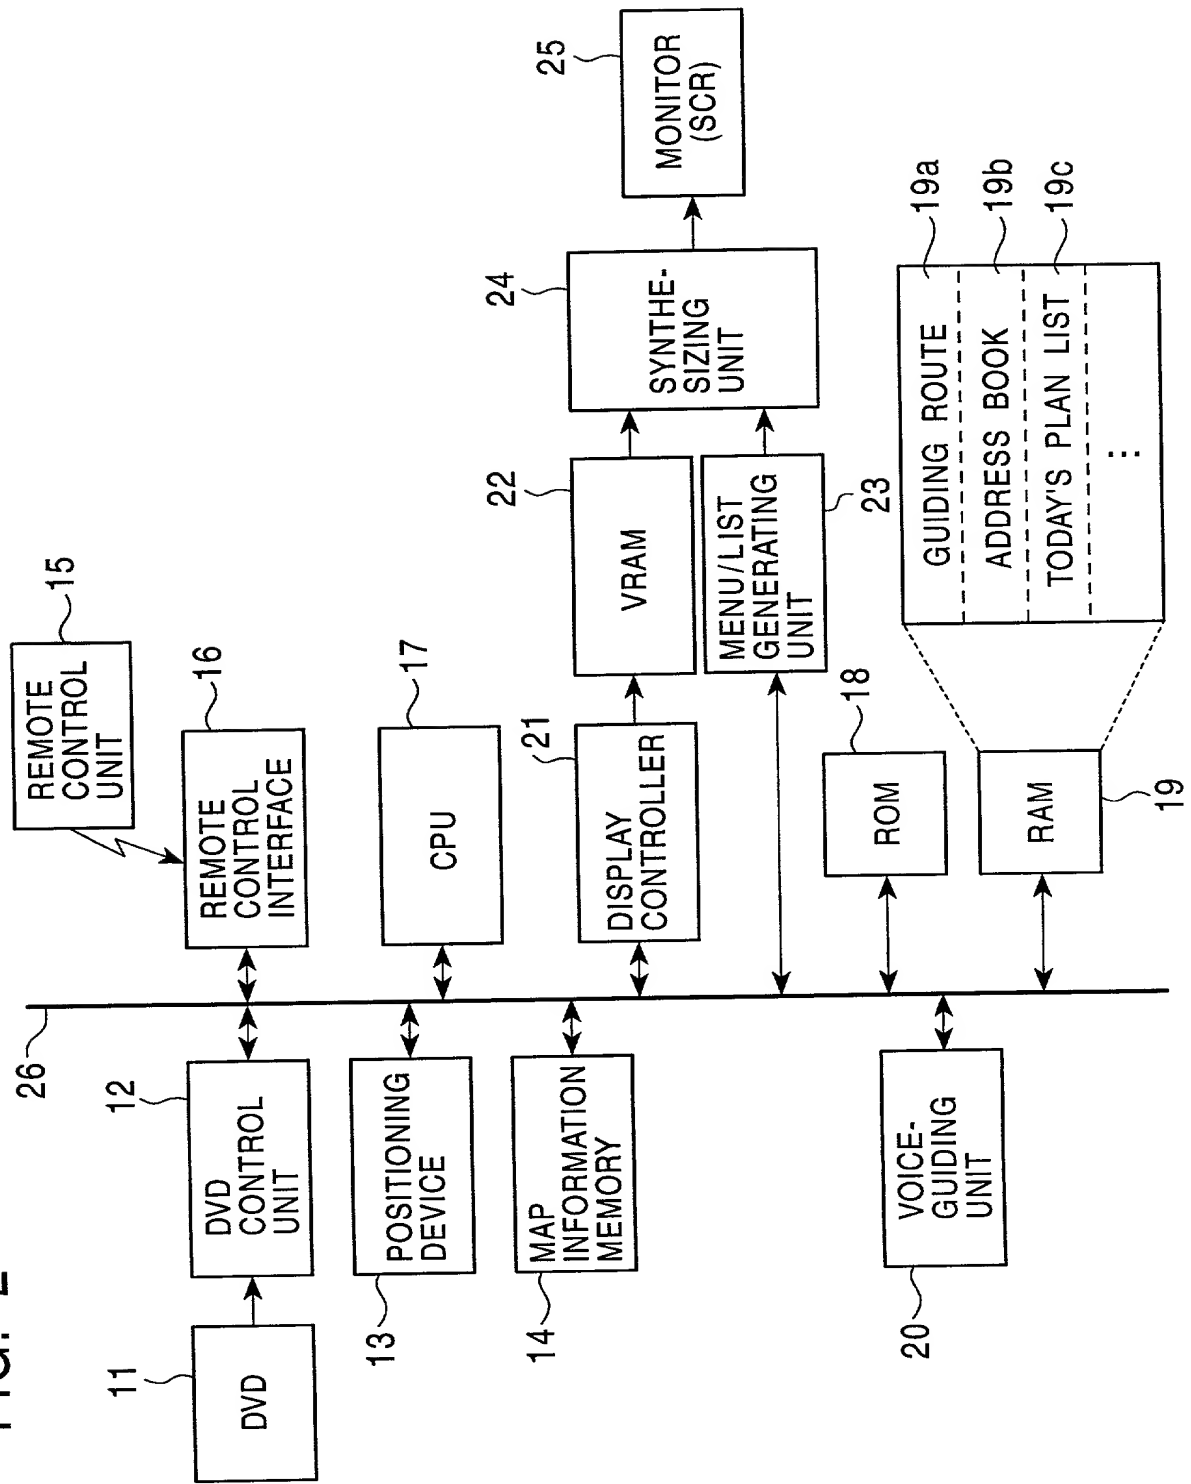 11
DVD
12
DVD
CONTROL
UNIT
26
13
POSITIONING
DEVICE
14
MAP
INFORMATION
MEMORY
20
VOICE-
GUIDING
UNIT
15
REMOTE
CONTROL
UNIT
16
REMOTE
CONTROL
INTERFACE
17
CPU
21
DISPLAY
CONTROLLER
22
VRAM
MENU/LIST
GENERATING
UNIT
23
24
SYNTHE-
SIZING
UNIT
25
MONITOR
(SCR)
18
ROM
RAM
19
GUIDING ROUTE
19a
ADDRESS BOOK
19b
TODAY'S PLAN LIST
19c
⋮